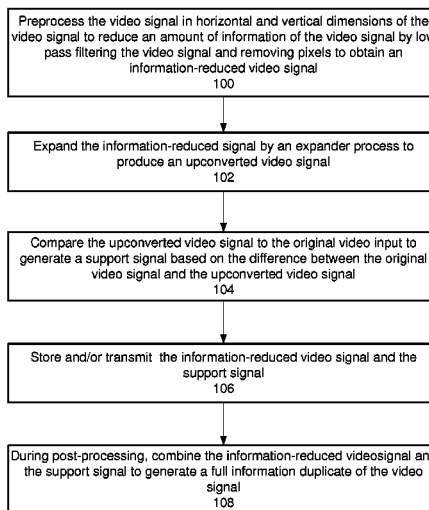 Preprocess the video signal in horizontal and vertical dimensions of the
video signal to reduce an amount of information of the video signal by low
pass filtering the video signal and removing pixels to obtain an
information-reduced video signal
100
Expand the information-reduced signal by an expander process to
produce an upconverted video signal
102
Compare the upconverted video signal to the original video input to
generate a support signal based on the difference between the original
video signal and the upconverted video signal
104
Store and/or transmit the information-reduced video signal and the
support signal
106
During post-processing, combine the information-reduced videosignal an
the support signal to generate a full information duplicate of the video
signal
108